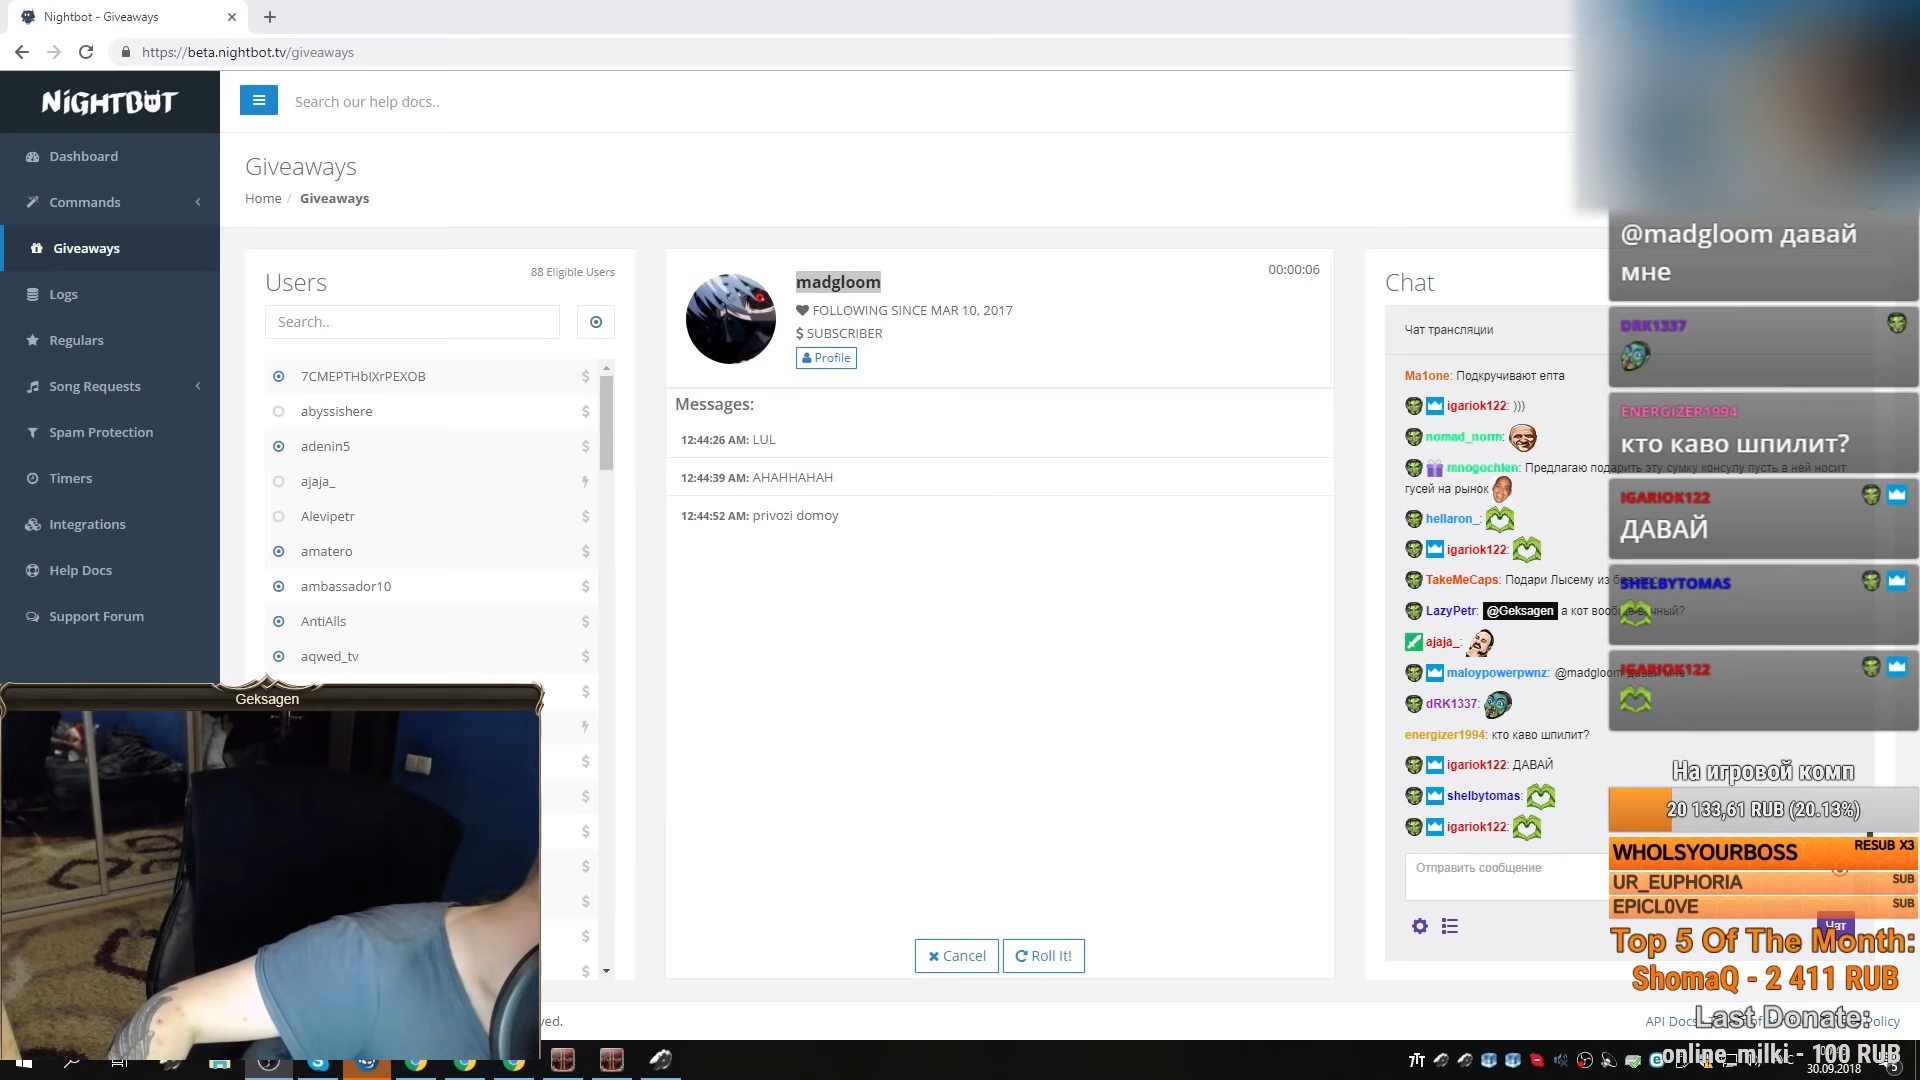 Nightbot - Giveaways
https://beta.nightbot.tv/giveaways
NiGHTBOT
Search our help docs..
Dashboard
Commands
Giveaways
Logs
Regulars
Song Requests
Spam Protection
Timers
Integrations
Help Docs
Support Forum
Giveaways
Home / Giveaways
Users
88 Eligible Users
Search..
7CMEPTHbIXrPEXOB
abyssishere
adenin5
ajaja_
Alevipetr
amatero
ambassador10
AntiAlls
aqwed_tv
Geksagen
madgloom
00:00:06
FOLLOWING SINCE MAR 10, 2017
$ SUBSCRIBER
Profile
Messages:
12:44:26 AM: LUL
12:44:39 AM: AHAHHAHAH
12:44:52 AM: privozi domoy
Cancel
Roll It!
ved.
Chat
Чат трансляции
Ma1one: Подкручивают епта
igariok122: )))
nomad_norm:
mnogochlen: Предлагаю подарить эту сумку консулу пусть в ней носит
гусей на рынок
hellaron_:
igariok122:
TakeMeCaps: Подари Лысему из
LazyPetr: @Geksagen а кот
ajaja_:
maloypowerpwnz: @madgloom давай мне
dRK1337:
energizer1994: кто каво шпилит?
igariok122: ДАВАЙ
shelbytomas:
igariok122:
Отправить сообщение
Чат
@madgloom давай
мне
DRK1337
ENERGIZER1994
кто каво шпилит?
IGARIOK122
ДАВАЙ
SHELBYTOMAS
IGARIOK122
На игровой комп
20 133,61 RUB (20.13%)
WHOLSYOURBOSS RESUB X3
UR_EUPHORIA SUB
EPICL0VE SUB
Top 5 Of The Month:
ShomaQ - 2 411 RUB
Last Donate:
online_milki - 100 RUB
API Docs
Policy
30.09.2018
5